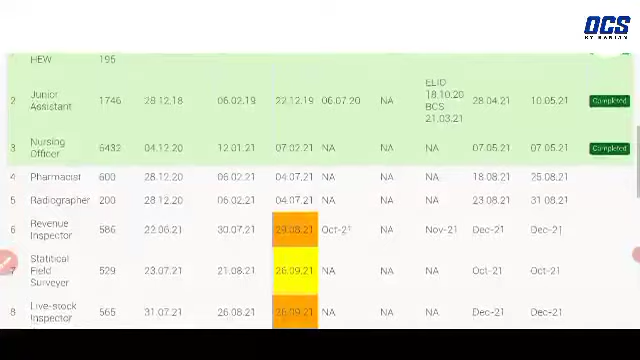 OCS
BY RANJAN
HEW 195
2 Junior Assistant 1746 28.12.18 06.02.19 22.12.19 06.07.20 NA ELID 18.10.20 BCS 21.03.21 28.04.21 10.05.21 Completed
3 Nursing Officer 6432 04.12.20 12.01.21 07.02.21 NA NA NA 07.05.21 07.05.21 Completed
4 Pharmacist 600 28.12.20 06.02.21 04.07.21 NA NA NA 18.08.21 25.08.21
5 Radiographer 200 28.12.20 06.02.21 04.07.21 NA NA NA 23.08.21 31.08.21
6 Revenue Inspector 586 22.06.21 30.07.21 29.08.21 Oct-21 NA Nov-21 Dec-21 Dec-21
7 Statitical Field Surveyer 529 23.07.21 21.08.21 26.09.21 NA NA NA Oct-21 Oct-21
8 Live-stock Inspector 565 31.07.21 26.08.21 26.09.21 NA NA NA Dec-21 Dec-21